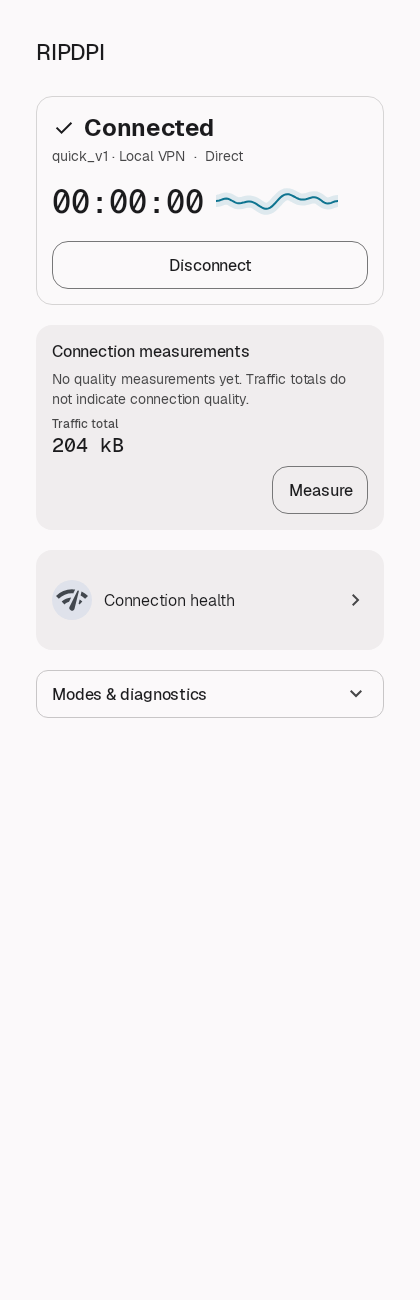 RIPDPI
Connected
quick_v1 · Local VPN · Direct
00:00:00
Disconnect
Connection measurements
No quality measurements yet. Traffic totals do
not indicate connection quality.
Traffic total
204 kB
Measure
Connection health
Modes & diagnostics